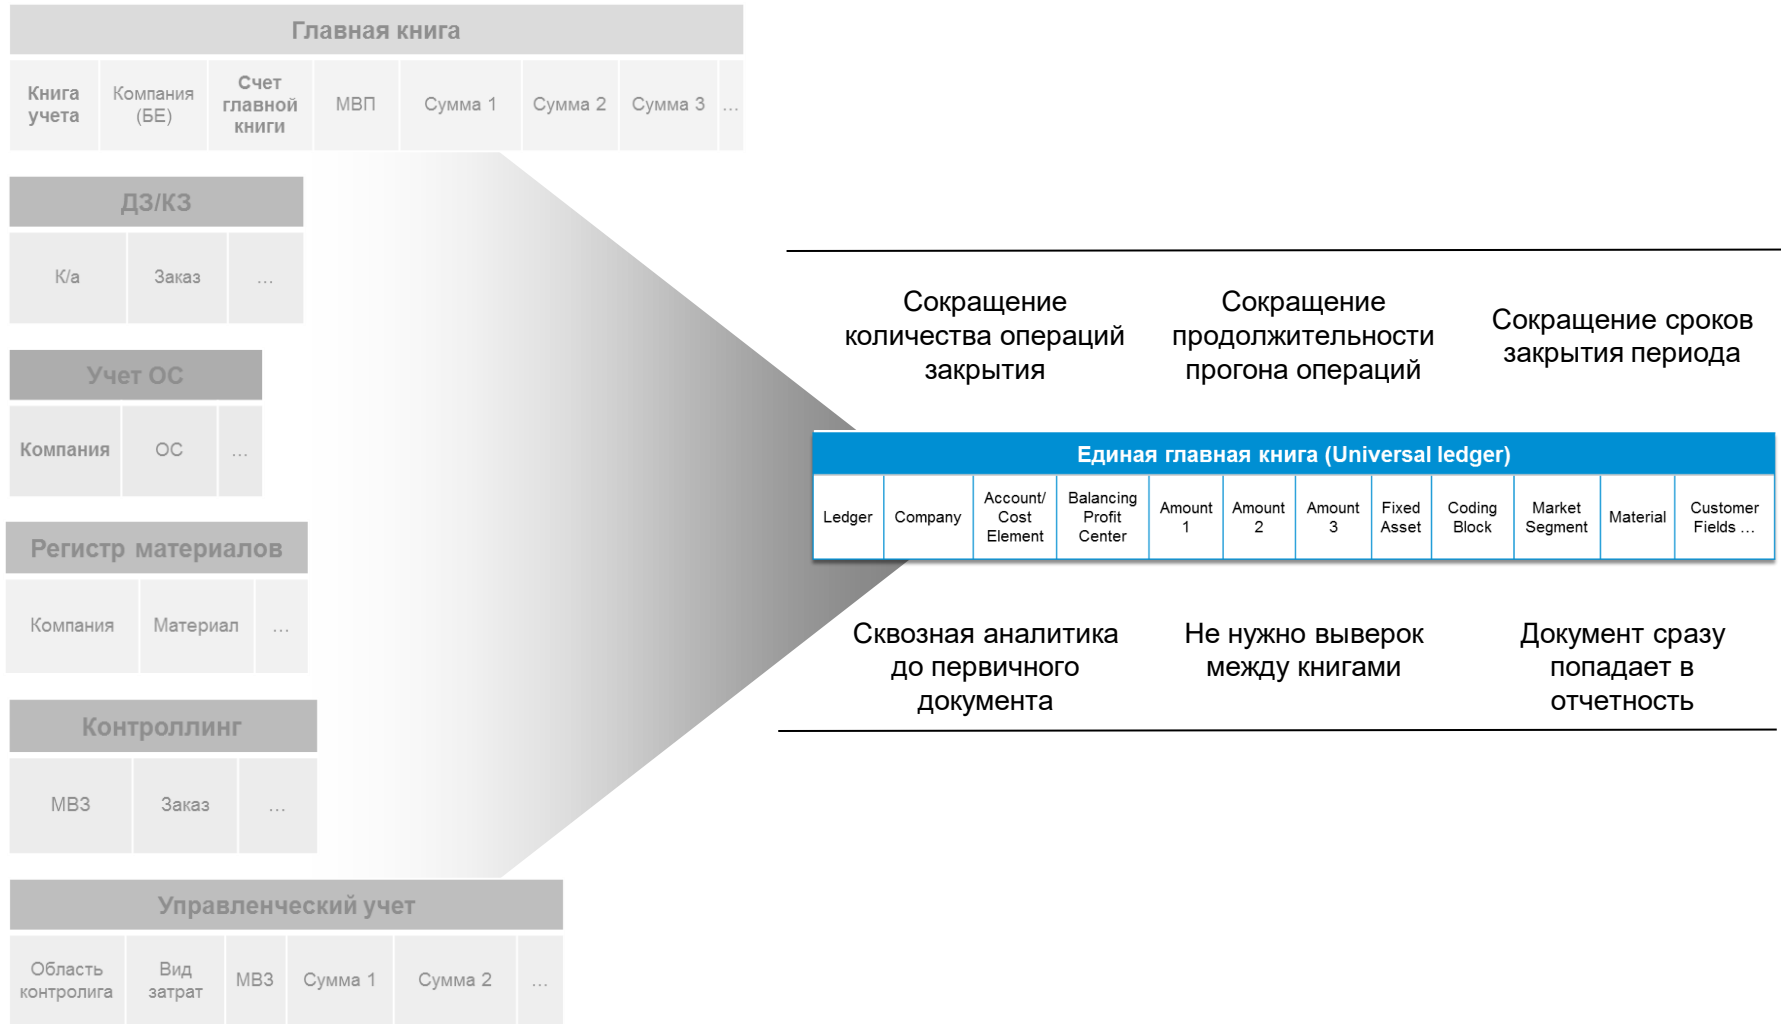 Главная книга
Книга
учета
Компания
(БЕ)
Счет
главной
книги
МВП
Сумма 1
Сумма 2
Сумма 3
…
ДЗ/КЗ
К/а
Заказ
…
Учет ОС
Компания
ОС
…
Регистр материалов
Компания
Материал
…
Контроллинг
МВЗ
Заказ
…
Управленческий учет
Область
контролига
Вид
затрат
МВЗ
Сумма 1
Сумма 2
…
Сокращение
количества операций
закрытия
Сокращение
продолжительности
прогона операций
Сокращение сроков
закрытия периода
Единая главная книга (Universal ledger)
Ledger
Company
Account/
Cost
Element
Balancing
Profit
Center
Amount
1
Amount
2
Amount
3
Fixed
Asset
Coding
Block
Market
Segment
Material
Customer
Fields …
Сквозная аналитика
до первичного
документа
Не нужно выверок
между книгами
Документ сразу
попадает в
отчетность